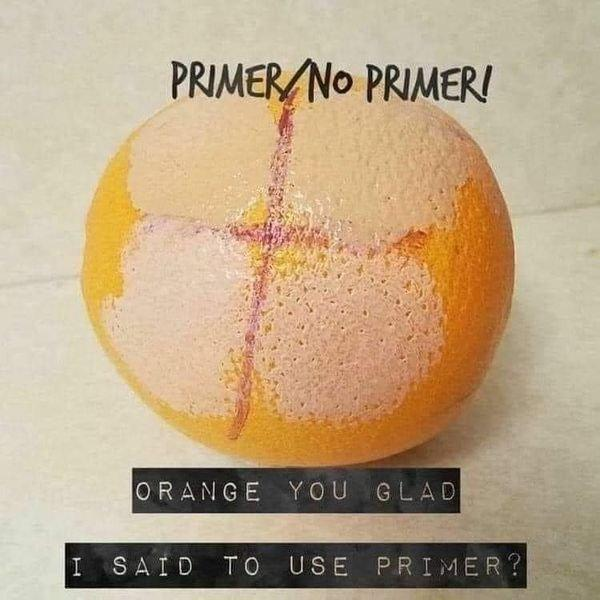 PRIMER/NO PRIMER!
ORANGE YOU GLAD
I SAID TO USE PRIMER?